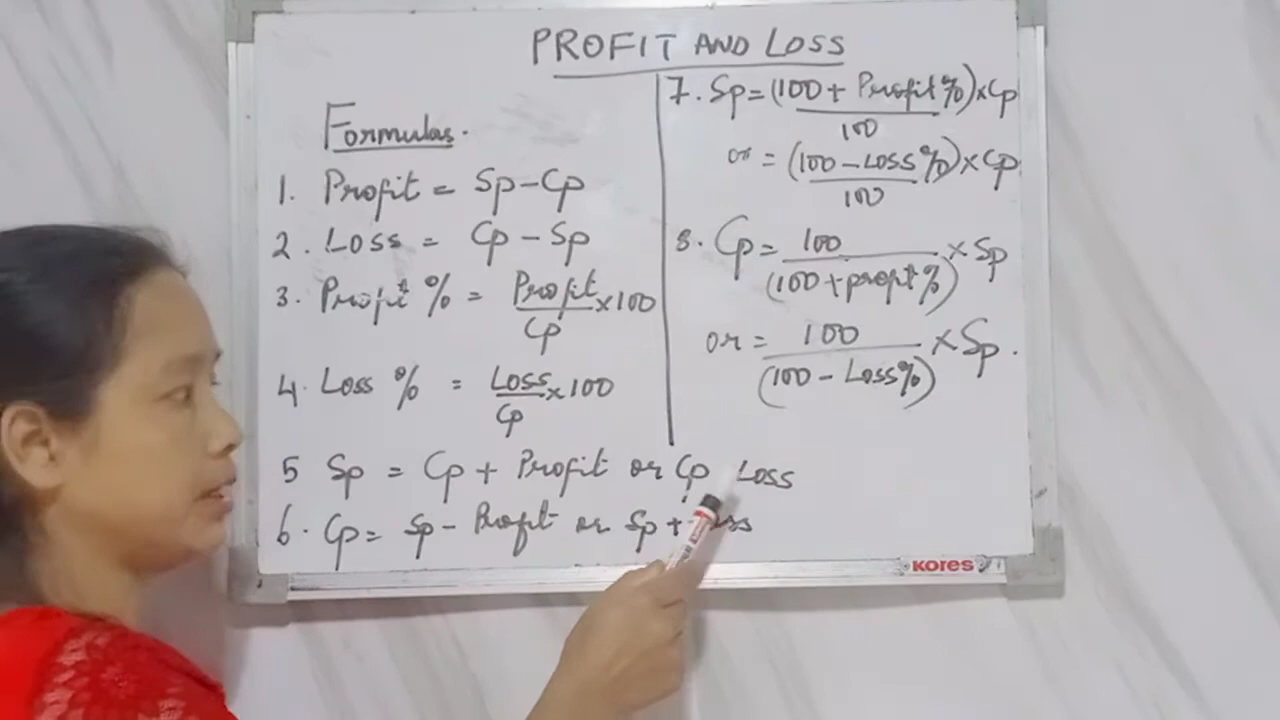 PROFIT AND LOSS
Formulas.
1. Profit = Sp - Cp
2. Loss = Cp - Sp
3. Profit % = Profit/Cp × 100
4. Loss % = Loss/Cp × 100
5 Sp = Cp + Profit or Cp Loss
6. Cp = Sp - Profit or Sp +
7. Sp = (100 + Profit %)/100 × Cp
or = (100 - Loss %)/100 × Cp
8. Cp = 100/(100 + profit %) × Sp
or = 100/(100 - Loss %) × Sp.
KORES